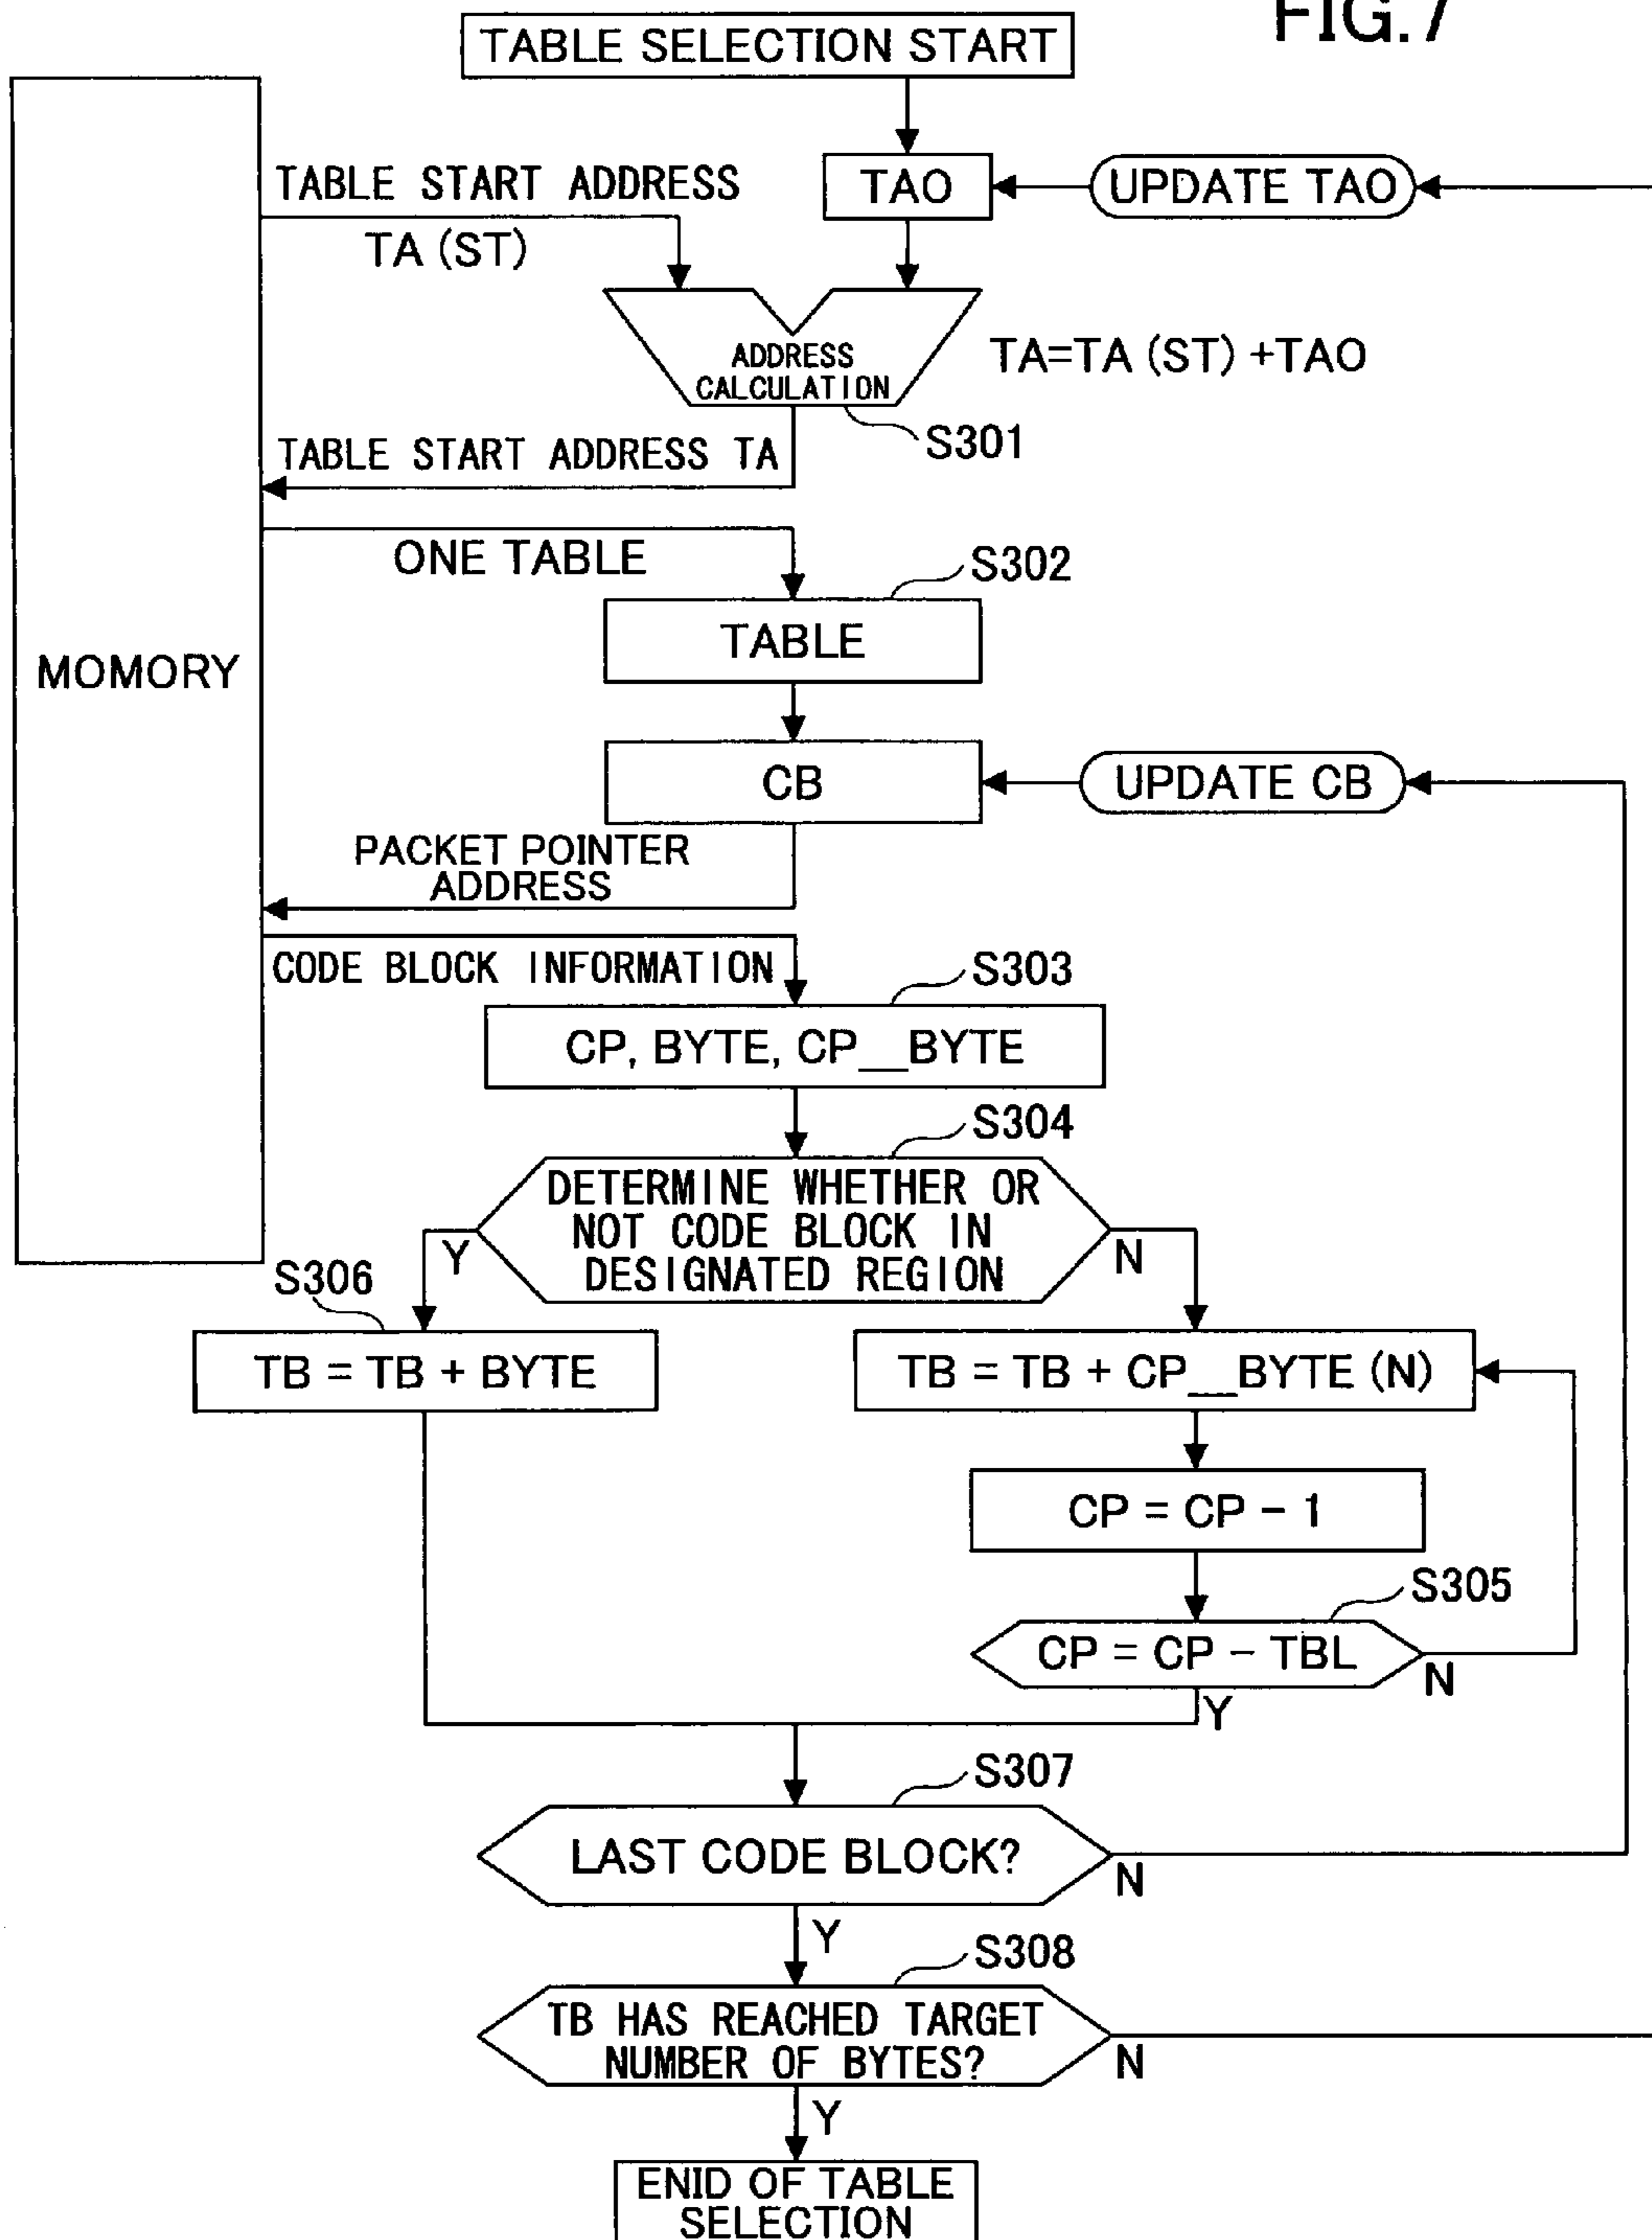 FIG.7
TABLE SELECTION START
TABLE START ADDRESS
TA (ST)
TAO
UPDATE TAO
ADDRESS
CALCULATION
TA=TA (ST) +TAO
S301
TABLE START ADDRESS TA
ONE TABLE
S302
TABLE
MOMORY
CB
UPDATE CB
PACKET POINTER
ADDRESS
CODE BLOCK INFORMATION
S303
CP, BYTE, CP__BYTE
S304
DETERMINE WHETHER OR
NOT CODE BLOCK IN
DESIGNATED REGION
Y
N
S306
TB = TB + BYTE
TB = TB + CP__BYTE (N)
CP = CP - 1
S305
CP = CP - TBL
N
Y
S307
LAST CODE BLOCK?
N
Y
S308
TB HAS REACHED TARGET
NUMBER OF BYTES?
N
Y
ENID OF TABLE
SELECTION